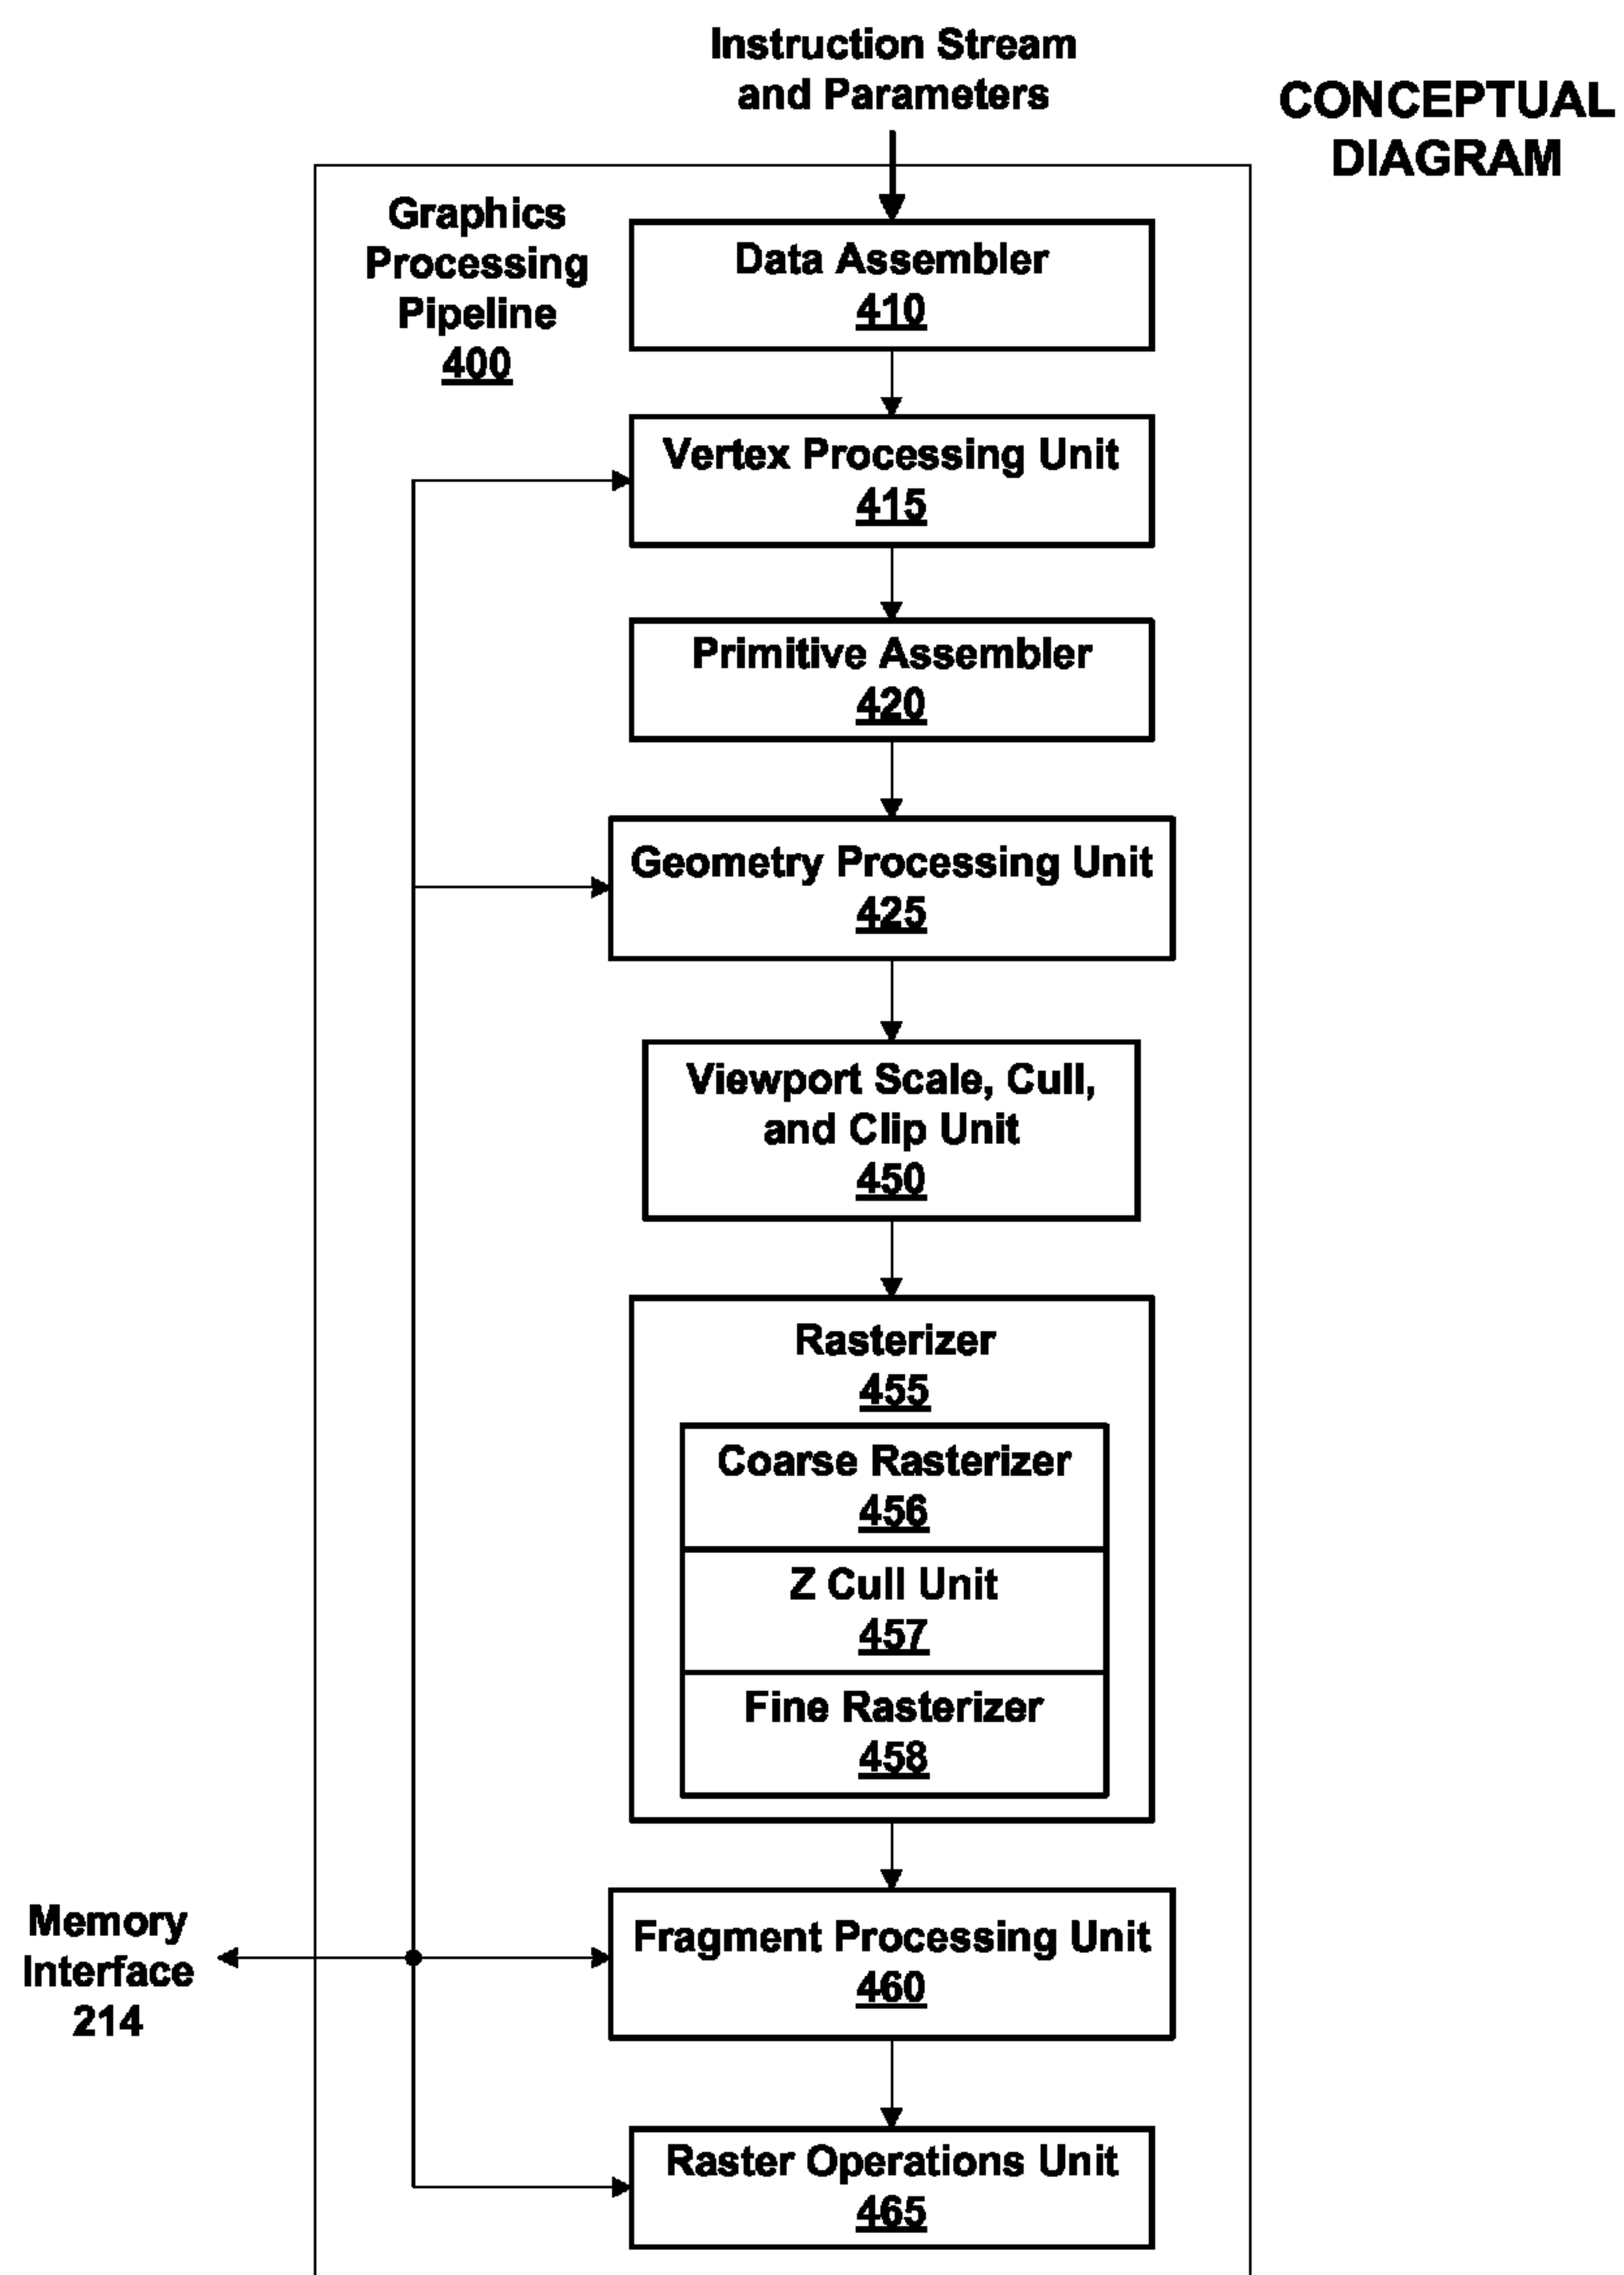 Instruction Stream
and Parameters
CONCEPTUAL
DIAGRAM
Graphics
Processing
Pipeline
400
Data Assembler
410
Vertex Processing Unit
415
Primitive Assembler
420
Geometry Processing Unit
425
Viewport Scale, Cull,
and Clip Unit
450
Rasterizer
455
Coarse Rasterizer
456
Z Cull Unit
457
Fine Rasterizer
458
Memory
Interface
214
Fragment Processing Unit
460
Raster Operations Unit
465